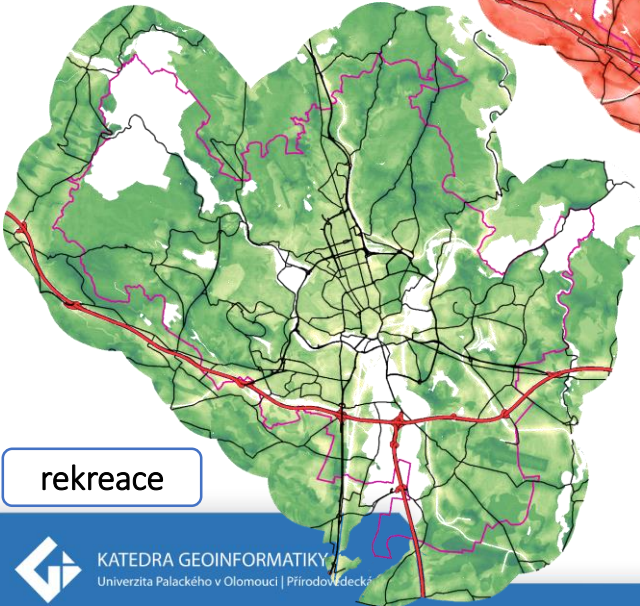 rekreace
KATEDRA GEOINFORMATIKY
Univerzita Palackého v Olomouci | Přírodovědecká